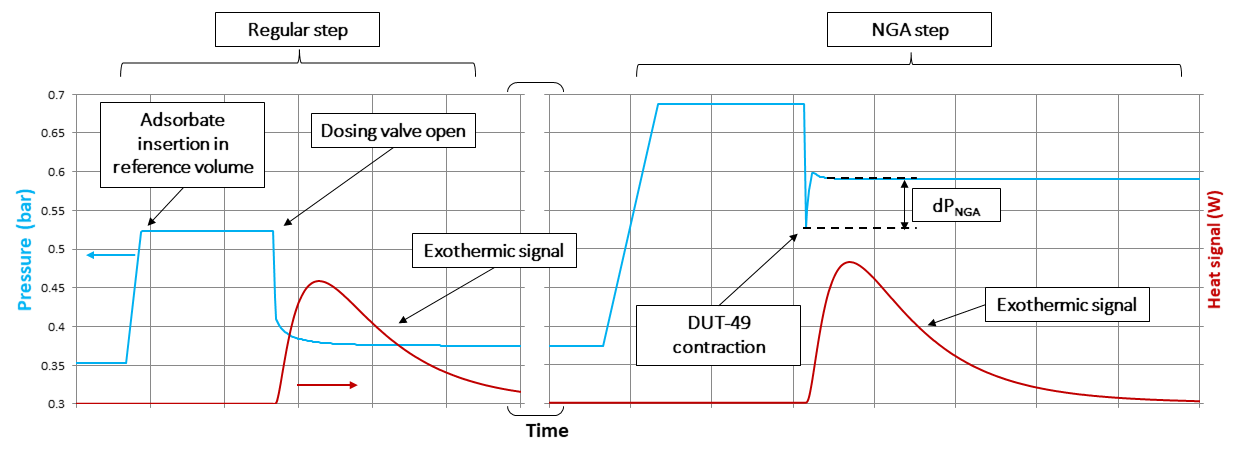 Regular step
NGA step
0.7
0.65
0.6
0.55
0.5
0.45
0.4
0.35
0.3
Pressure (bar)
Adsorbate
insertion in
reference volume
Dosing valve open
Exothermic signal
dPNGA
DUT-49
contraction
Exothermic signal
Heat signal (W)
Time